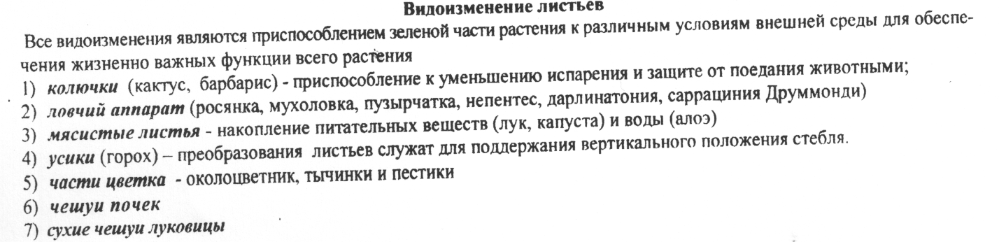 Видоизменение листьев
Все видоизменения являются приспособлением зеленой части растения к различным условиям внешней среды для обеспе-
чения жизненно важных функции всего растения
1) колючки (кактус, барбарис) - приспособление к уменьшению испарения и защите от поедания животными;
2) ловчий аппарат (росянка, мухоловка, пузырчатка, непентес, дарлинатония, саррациния Друммонди)
3) мясистые листья - накопление питательных веществ (лук, капуста) и воды (алоэ)
4) усики (горох) – преобразования листьев служат для поддержания вертикального положения стебля.
5) части цветка - околоцветник, тычинки и пестики
6) чешуи почек
7) сухие чешуи луковицы